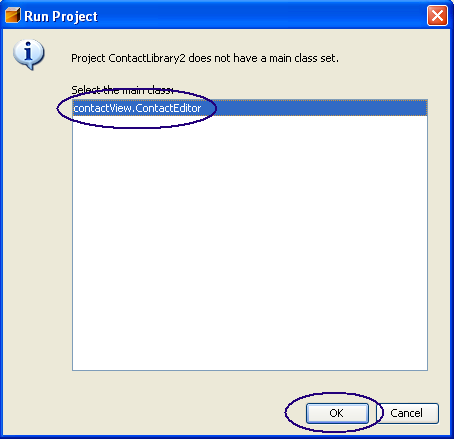 Run Project
Project ContactLibrary2 does not have a main class set.
Select the main class:
contactView.ContactEditor
OK
Cancel